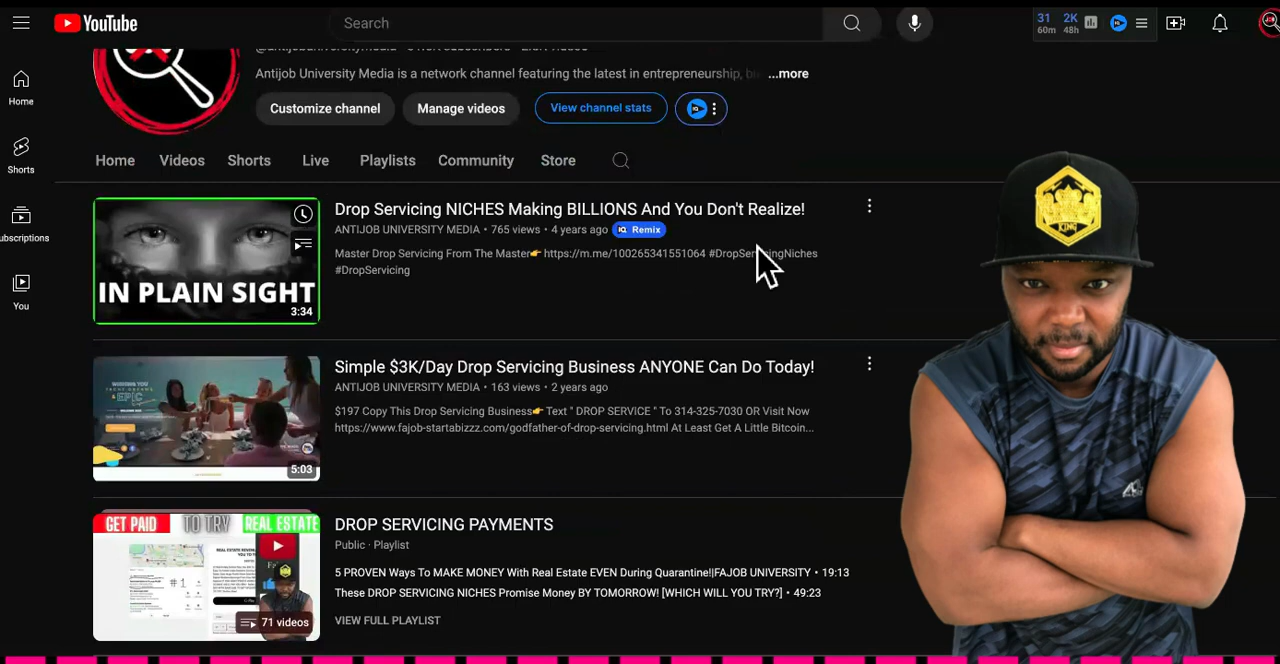 YouTube
Search
31 2K
60m 48h
Antijob University Media is a network channel featuring the latest in entrepreneurship, ...more
Customize channel
Manage videos
View channel stats
IQ
Home
Shorts
Subscriptions
You
Home Videos Shorts Live Playlists Community Store
IN PLAIN SIGHT
3:34
Drop Servicing NICHES Making BILLIONS And You Don't Realize!
ANTIJOB UNIVERSITY MEDIA • 765 views • 4 years ago IQ Remix
Master Drop Servicing From The Master👉 https://m.me/100265341551064 #DropServicingNiches
#DropServicing
KING
5:03
Simple $3K/Day Drop Servicing Business ANYONE Can Do Today!
ANTIJOB UNIVERSITY MEDIA • 163 views • 2 years ago
$197 Copy This Drop Servicing Business👉 Text " DROP SERVICE " To 314-325-7030 OR Visit Now
https://www.fajob-startabizzz.com/godfather-of-drop-servicing.html At Least Get A Little Bitcoin...
GET PAID TO TRY REAL ESTATE
#1
71 videos
DROP SERVICING PAYMENTS
Public · Playlist
5 PROVEN Ways To MAKE MONEY With Real Estate EVEN During Quarantine!|FAJOB UNIVERSITY • 19:13
These DROP SERVICING NICHES Promise Money BY TOMORROW! [WHICH WILL YOU TRY?] • 49:23
VIEW FULL PLAYLIST